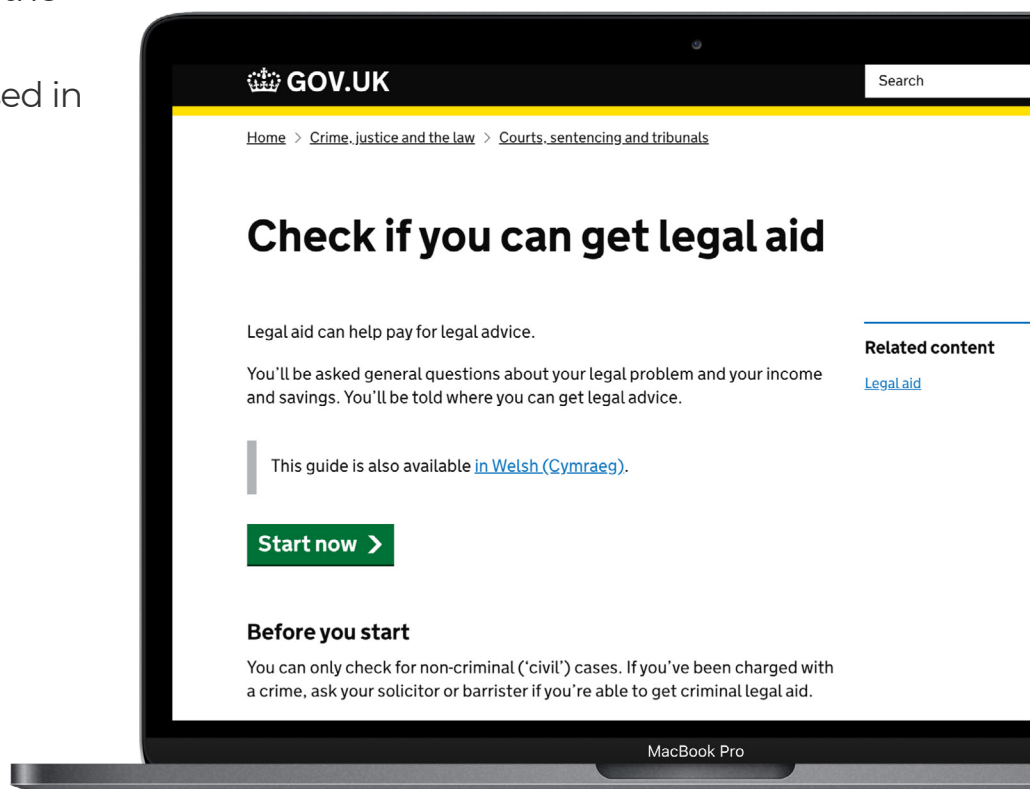 ed in
GOV.UK
Search
Home > Crime, justice and the law > Courts, sentencing and tribunals
Check if you can get legal aid
Legal aid can help pay for legal advice.
You'll be asked general questions about your legal problem and your income
and savings. You'll be told where you can get legal advice.
Related content
Legal aid
This guide is also available in Welsh (Cymraeg).
Start now
Before you start
You can only check for non-criminal (‘civil’) cases. If you've been charged with
a crime, ask your solicitor or barrister if you're able to get criminal legal aid.
MacBook Pro